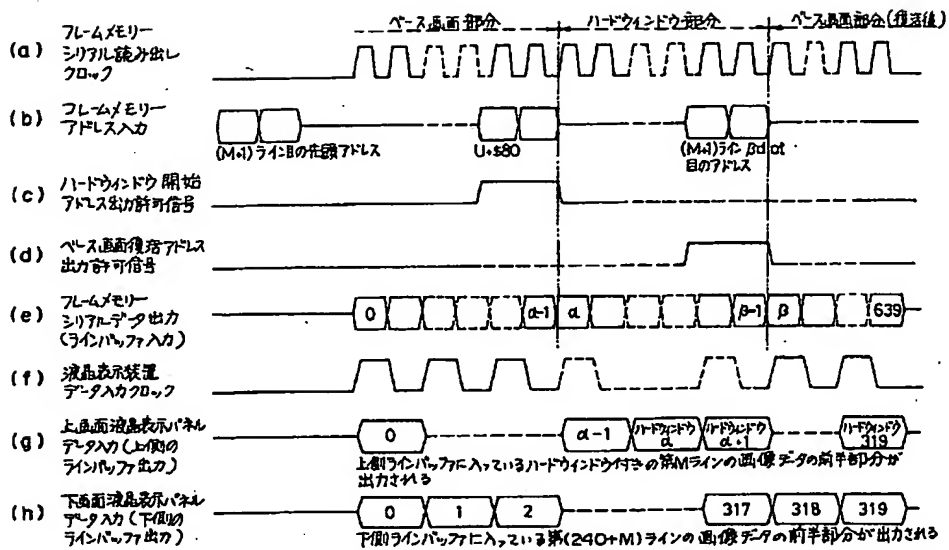 ベース画面部分
ハードウィンドウ部分
ベース画面部分(復活後)
(a) フレームメモリー
シリアル読み出し
クロック
(b) フレームメモリー
アドレス入力
(M+1)ライン目の先頭アドレス
U+$80
(M+1)ライン βdot
目のアドレス
(c) ハードウィンドウ開始
アドレス出力許可信号
(d) ベース画面復活アドレス
出力許可信号
(e) フレームメモリー
シリアルデータ出力
(ラインバッファ入力)
0
α-1
α
β-1
β
639
(f) 液晶表示装置
データ入力クロック
(g) 上画面液晶表示パネル
データ入力(上側の
ラインバッファ出力)
0
α-1
ハードウィンドウ
α
ハードウィンドウ
α+1
ハードウィンドウ
319
上側ラインバッファに入っているハードウィンドウ付きの第Mラインの画像データの前半部分が
出力される
(h) 下画面液晶表示パネル
データ入力(下側の
ラインバッファ出力)
0
1
2
317
318
319
下側ラインバッファに入っている第(240+M)ラインの画像データの前半部分が出力される